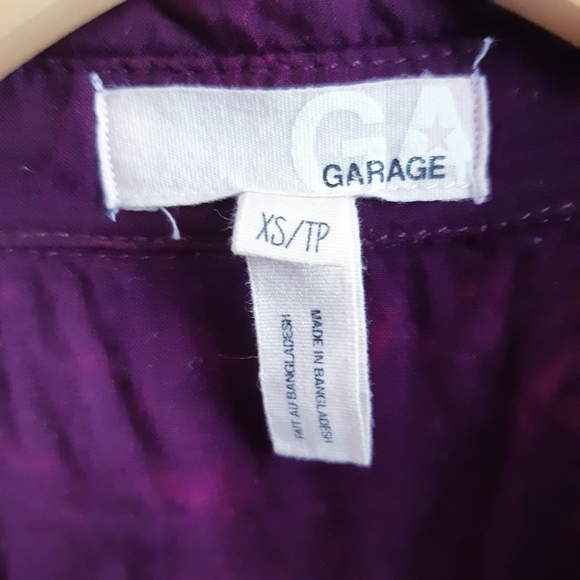 GA
GARAGE
XS/TP
MADE IN BANGLADESH
FAIT AU BANGLADESH